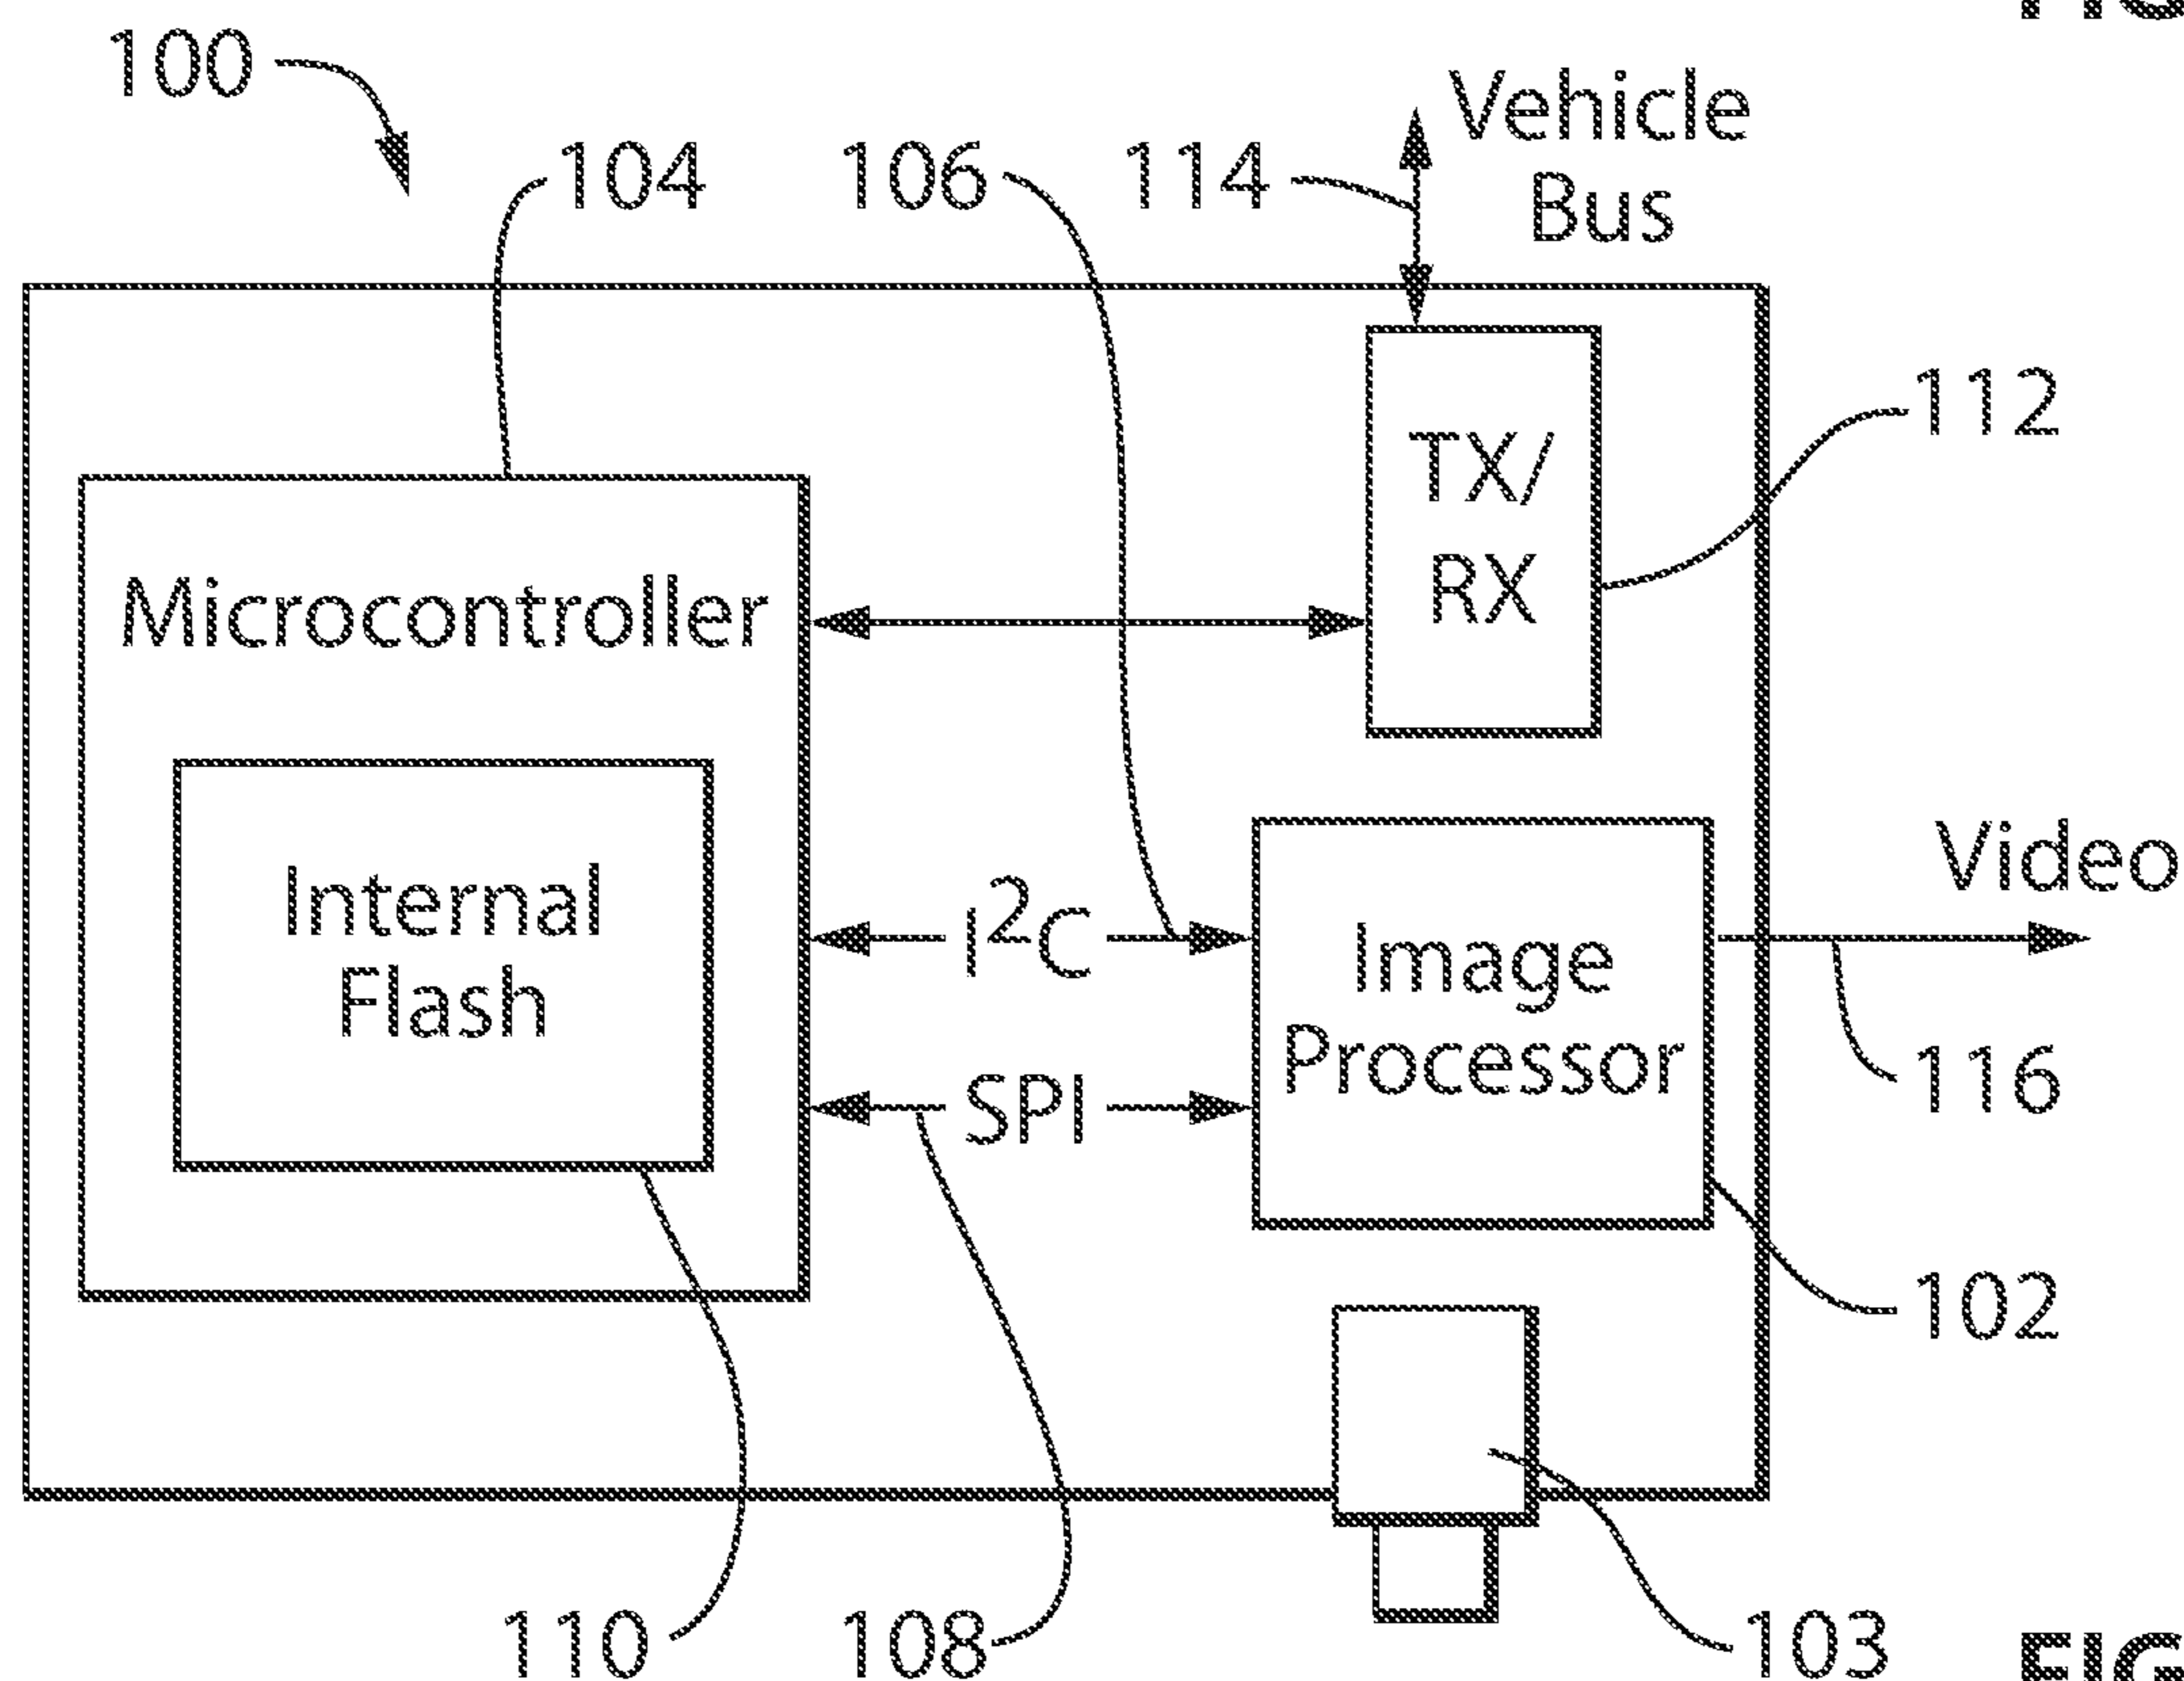 100
Vehicle
Bus
104
106
114
112
TX/
RX
Microcontroller
Video
Internal
Flash
I²C
Image
Processor
SPI
116
102
110
108
103
FIG